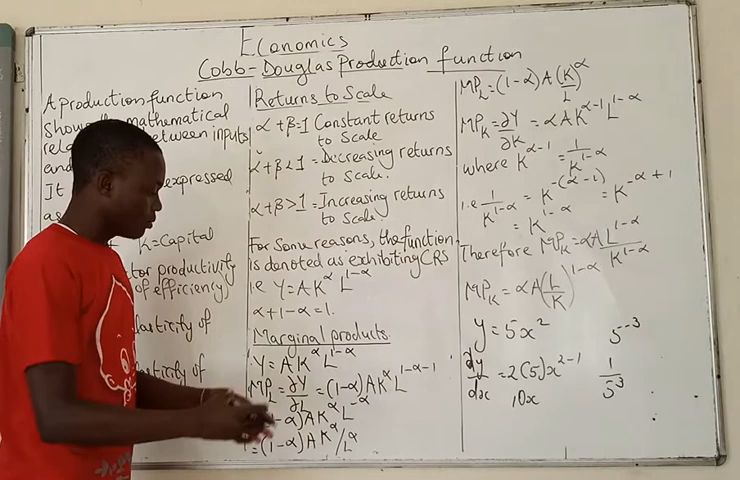 Economics
Cobb-Douglas Production function
A production function
shows mathematical
between inputs
and
It expressed
as
K=Capital
productivity
of efficiency)
elasticity of
elasticity of
Returns to Scale
α+β=1 Constant returns
to Scale
α+β<1 = Decreasing returns
to Scale.
α+β>1 = Increasing returns
to Scale.
For some reasons, the function
is denoted as exhibiting CRS
i.e Y=AK^α L^(1-α)
α+1-α=1.
Marginal products
Y=AK^α L^(1-α)
MP_L=∂Y/∂L=(1-α)AK^α L^(1-α-1)
-α)AK^α L^(-α)
=(1-α)AK^α/L^α
MP_L=(1-α)A(K/L)^α
MP_K=∂Y/∂K=αAK^(α-1)L^(1-α)
where K^(α-1)=1/K^(1-α)
i.e 1/K^(1-α)=K^(-(α-1))=K^(-α+1)
=K^(1-α)
Therefore MP_K=αAL^(1-α)/K^(1-α)
MP_K=αA(L/K)^(1-α)
y=5x^2 5^(-3)
dy/dx=2(5)x^(2-1) 1/5^3
10x